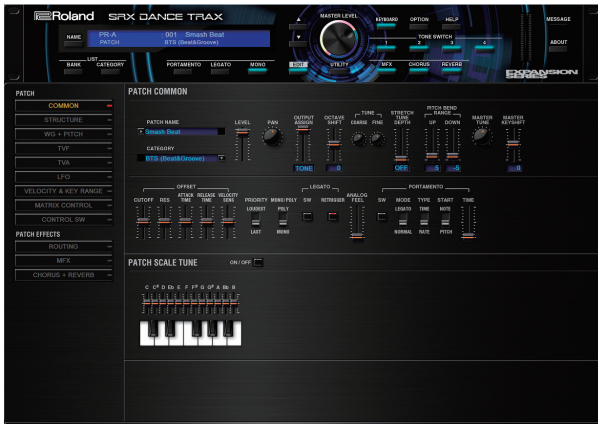 Roland SRX DANCE TRAX
NAME
PR-A : 001 Smash Beat
PATCH BTS (Beat&Groove)
LIST
BANK CATEGORY PORTAMENTO LEGATO MONO
MASTER LEVEL
EDIT UTILITY
KEYBOARD OPTION HELP
TONE SWITCH
1 2 3 4
MFX CHORUS REVERB
MESSAGE
ABOUT
EXPANSION
SERIES
PATCH
COMMON
STRUCTURE
WG + PITCH
TVF
TVA
LFO
VELOCITY & KEY RANGE
MATRIX CONTROL
CONTROL SW
PATCH EFFECTS
ROUTING
MFX
CHORUS + REVERB
PATCH COMMON
PATCH NAME
Smash Beat
CATEGORY
BTS (Beat&Groove)
LEVEL
PAN
OUTPUT
ASSIGN
TONE
OCTAVE
SHIFT
0
TUNE
COARSE FINE
STRETCH
TUNE
DEPTH
OFF
PITCH BEND
RANGE
UP DOWN
5 -5
MASTER
TUNE
MASTER
KEYSHIFT
0
OFFSET
CUTOFF RES ATTACK TIME RELEASE TIME VELOCITY SENS
PRIORITY
LOUDEST
LAST
MONO/POLY
POLY
MONO
LEGATO
SW RETRIGGER
ANALOG
FEEL
PORTAMENTO
SW MODE TYPE START TIME
LEGATO TIME NOTE
NORMAL RATE PITCH
PATCH SCALE TUNE ON / OFF
C C# D Eb E F F# G G# A Bb B